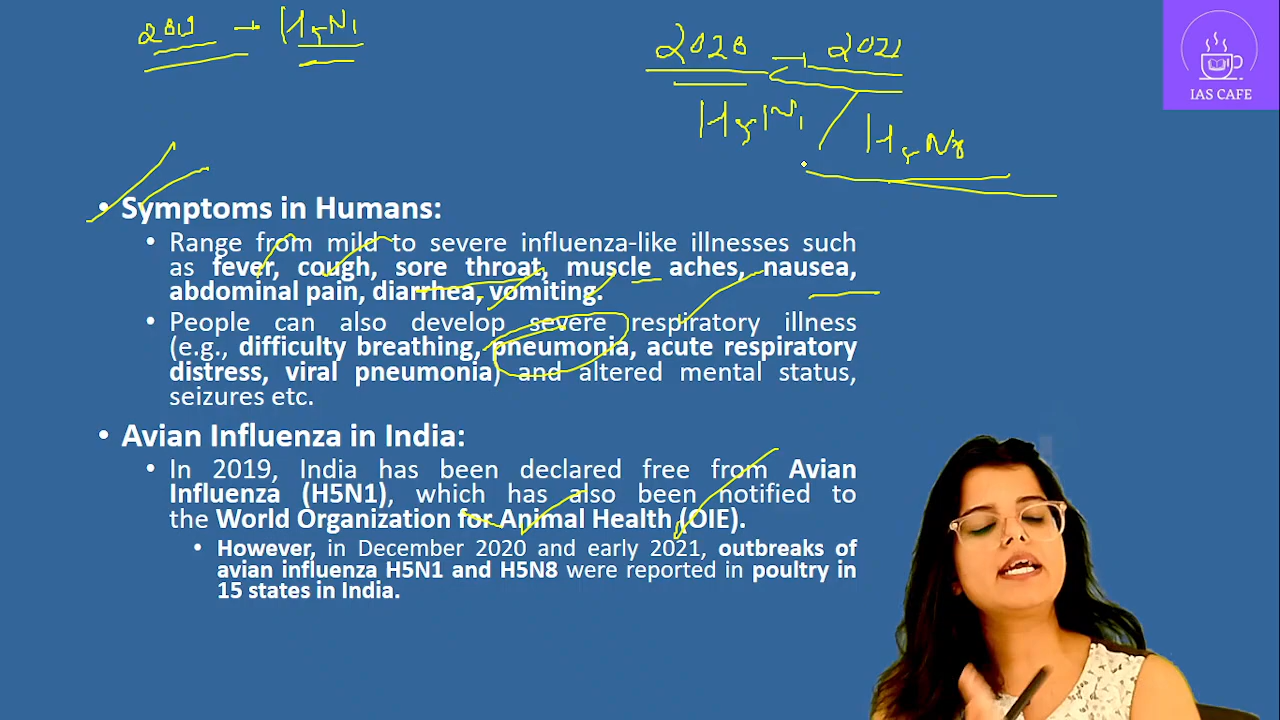 2019 → H5N1
2020 → 2021
H5N1 / H5N8
IAS CAFE
• Symptoms in Humans:
• Range from mild to severe influenza-like illnesses such
as fever, cough, sore throat, muscle aches, nausea,
abdominal pain, diarrhea, vomiting.
• People can also develop severe respiratory illness
(e.g., difficulty breathing, pneumonia, acute respiratory
distress, viral pneumonia) and altered mental status,
seizures etc.
• Avian Influenza in India:
• In 2019, India has been declared free from Avian
Influenza (H5N1), which has also been notified to
the World Organization for Animal Health (OIE).
• However, in December 2020 and early 2021, outbreaks of
avian influenza H5N1 and H5N8 were reported in poultry in
15 states in India.